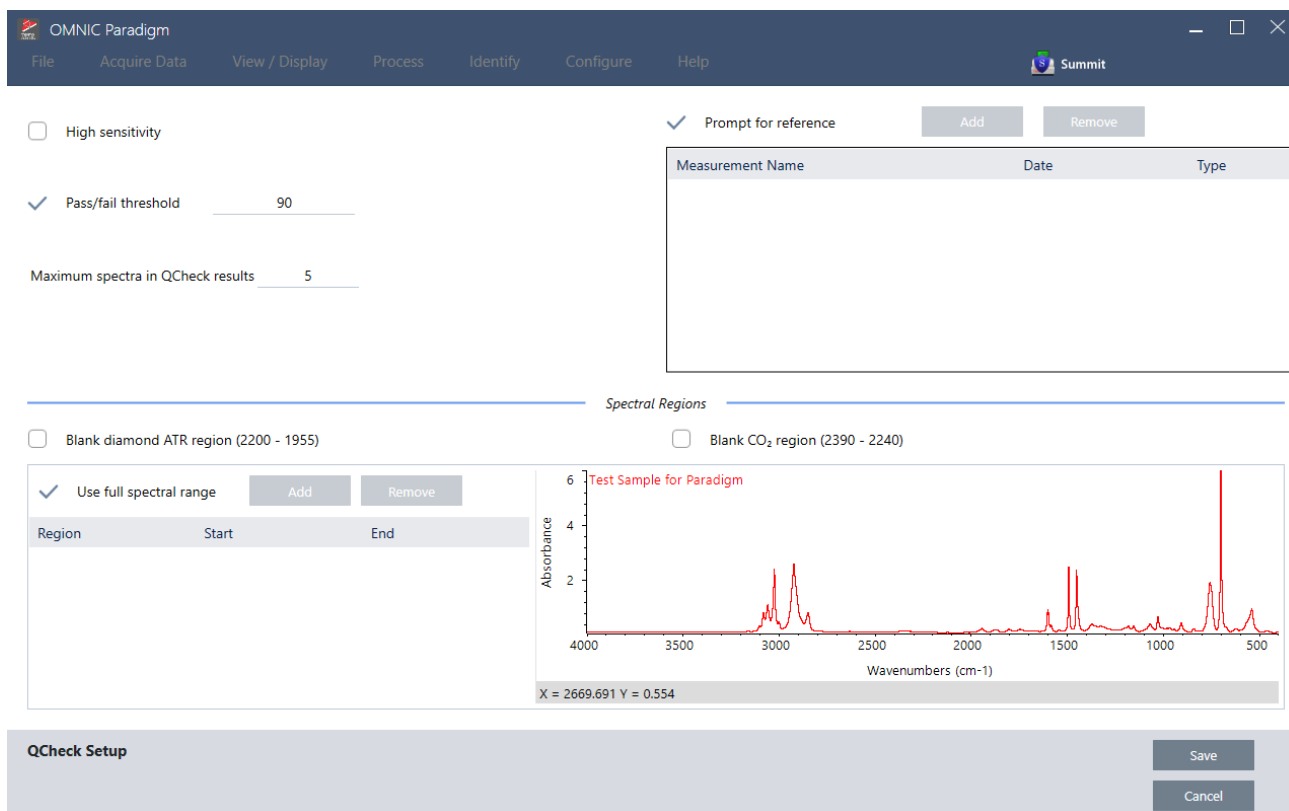 OMNIC Paradigm
File Acquire Data View / Display Process Identify Configure Help Summit
High sensitivity
Pass/fail threshold 90
Maximum spectra in QCheck results 5
Prompt for reference Add Remove
Measurement Name Date Type
Spectral Regions
Blank diamond ATR region (2200 - 1955)
Blank CO₂ region (2390 - 2240)
Use full spectral range Add Remove
Region Start End
Test Sample for Paradigm
Absorbance
6
4
2
4000 3500 3000 2500 2000 1500 1000 500
Wavenumbers (cm-1)
X = 2669.691 Y = 0.554
QCheck Setup
Save
Cancel